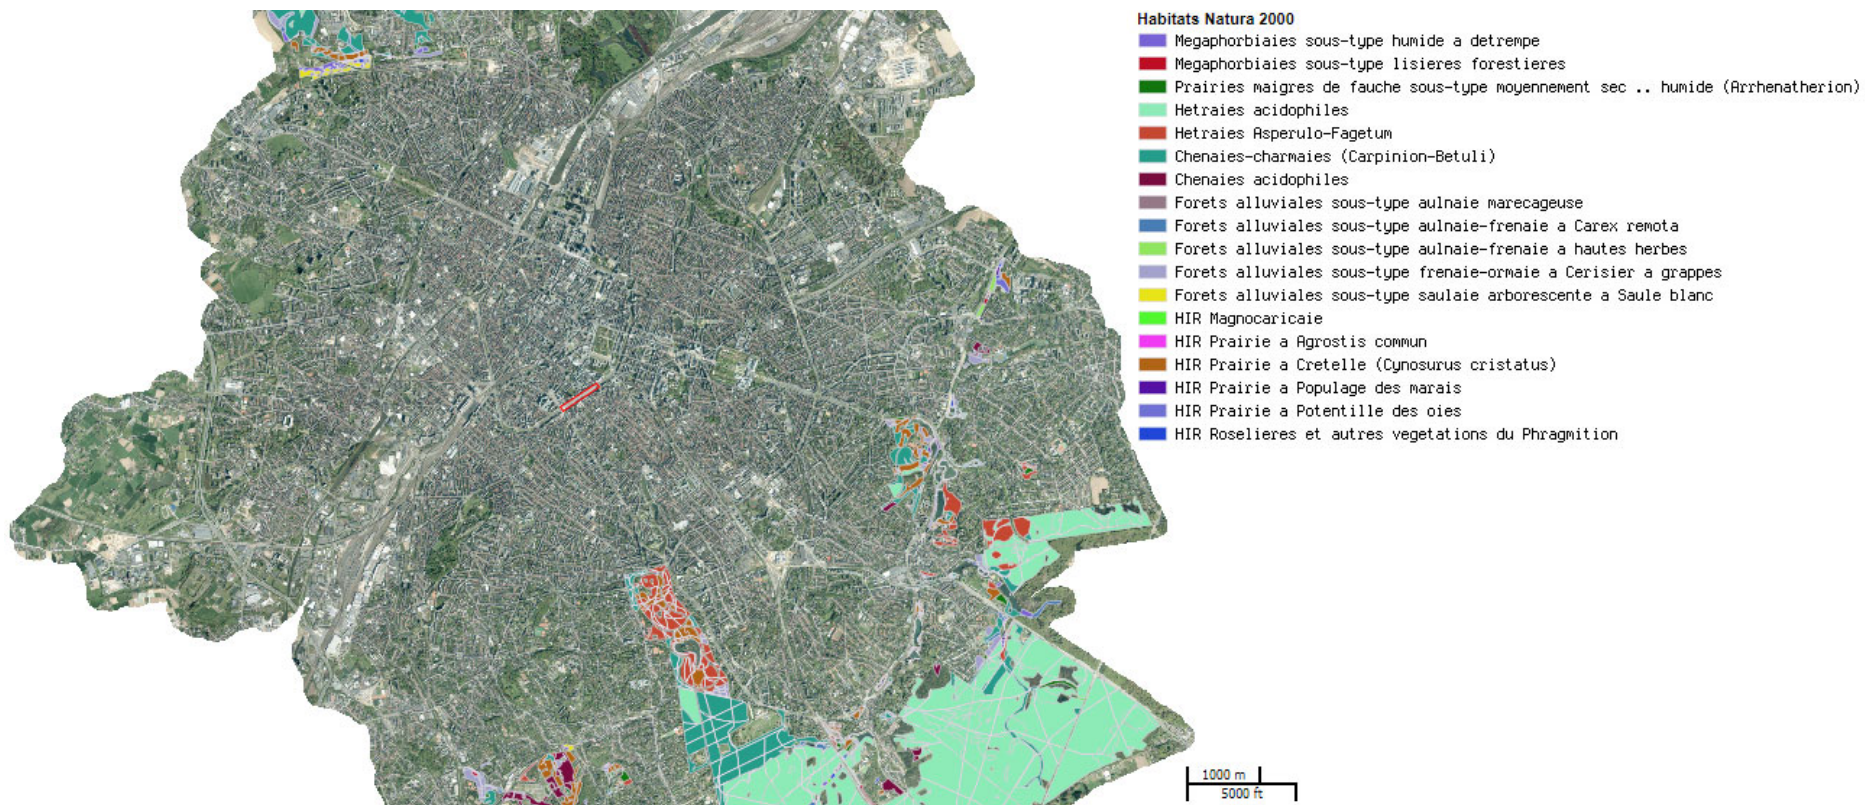 Habitats Natura 2000
Megaphorbiaies sous-type humide a detrempe
Megaphorbiaies sous-type lisieres forestieres
Prairies maigres de fauche sous-type moyennement sec .. humide (Arrhenatherion)
Hetraies acidophiles
Hetraies Asperulo-Fagetum
Chenaies-charmaies (Carpinion-Betuli)
Chenaies acidophiles
Forets alluviales sous-type aulnaie marecageuse
Forets alluviales sous-type aulnaie-frenaie a Carex remota
Forets alluviales sous-type aulnaie-frenaie a hautes herbes
Forets alluviales sous-type frenaie-ormaie a Cerisier a grappes
Forets alluviales sous-type saulaie arborescente a Saule blanc
HIR Magnocaricaie
HIR Prairie a Agrostis commun
HIR Prairie a Cretelle (Cynosurus cristatus)
HIR Prairie a Populage des marais
HIR Prairie a Potentille des oies
HIR Roselieres et autres vegetations du Phragmition
1000 m
5000 ft